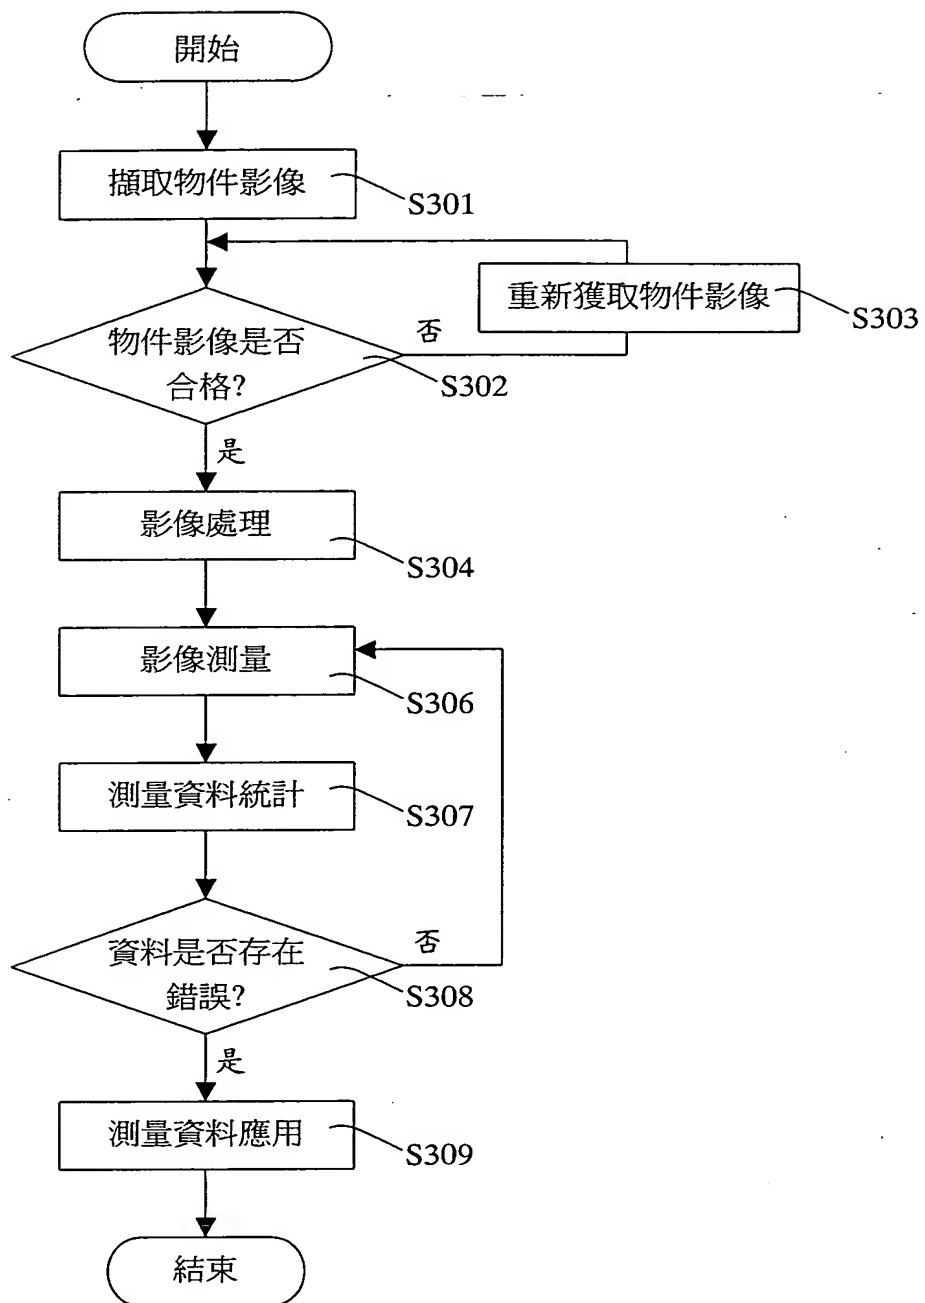 開始
擷取物件影像
S301
重新獲取物件影像
S303
物件影像是否
合格?
否
S302
是
影像處理
S304
影像測量
S306
測量資料統計
S307
資料是否存在
錯誤?
否
S308
是
測量資料應用
S309
結束